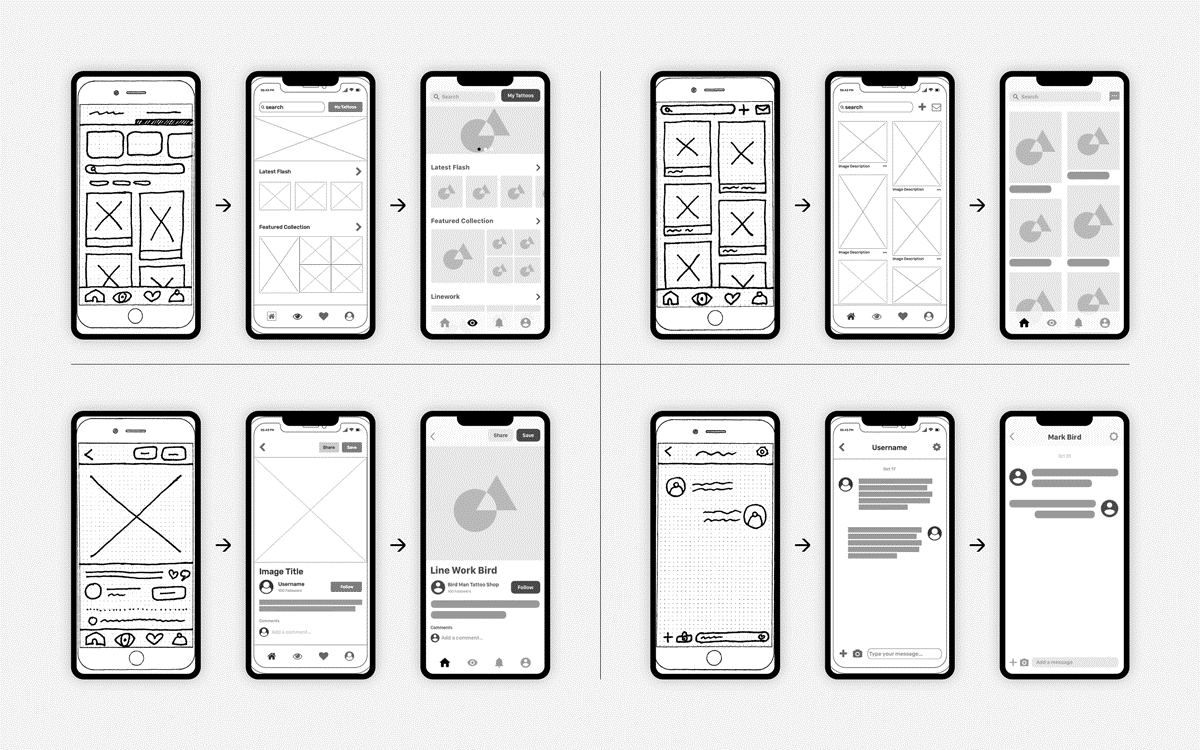 search
My Tattoos
Latest Flash
Featured Collection
Search
My Tattoos
Latest Flash
Featured Collection
Linework
search
Image Description
Image Description
Image Description
Image Description
Search
Share
Save
Image Title
Username
100 Followers
Follow
Comments
Add a comment...
Share
Save
Line Work Bird
Bird Man Tattoo Shop
Follow
Comments
Add a comment...
Username
Type your message...
Mark Bird
Add a message